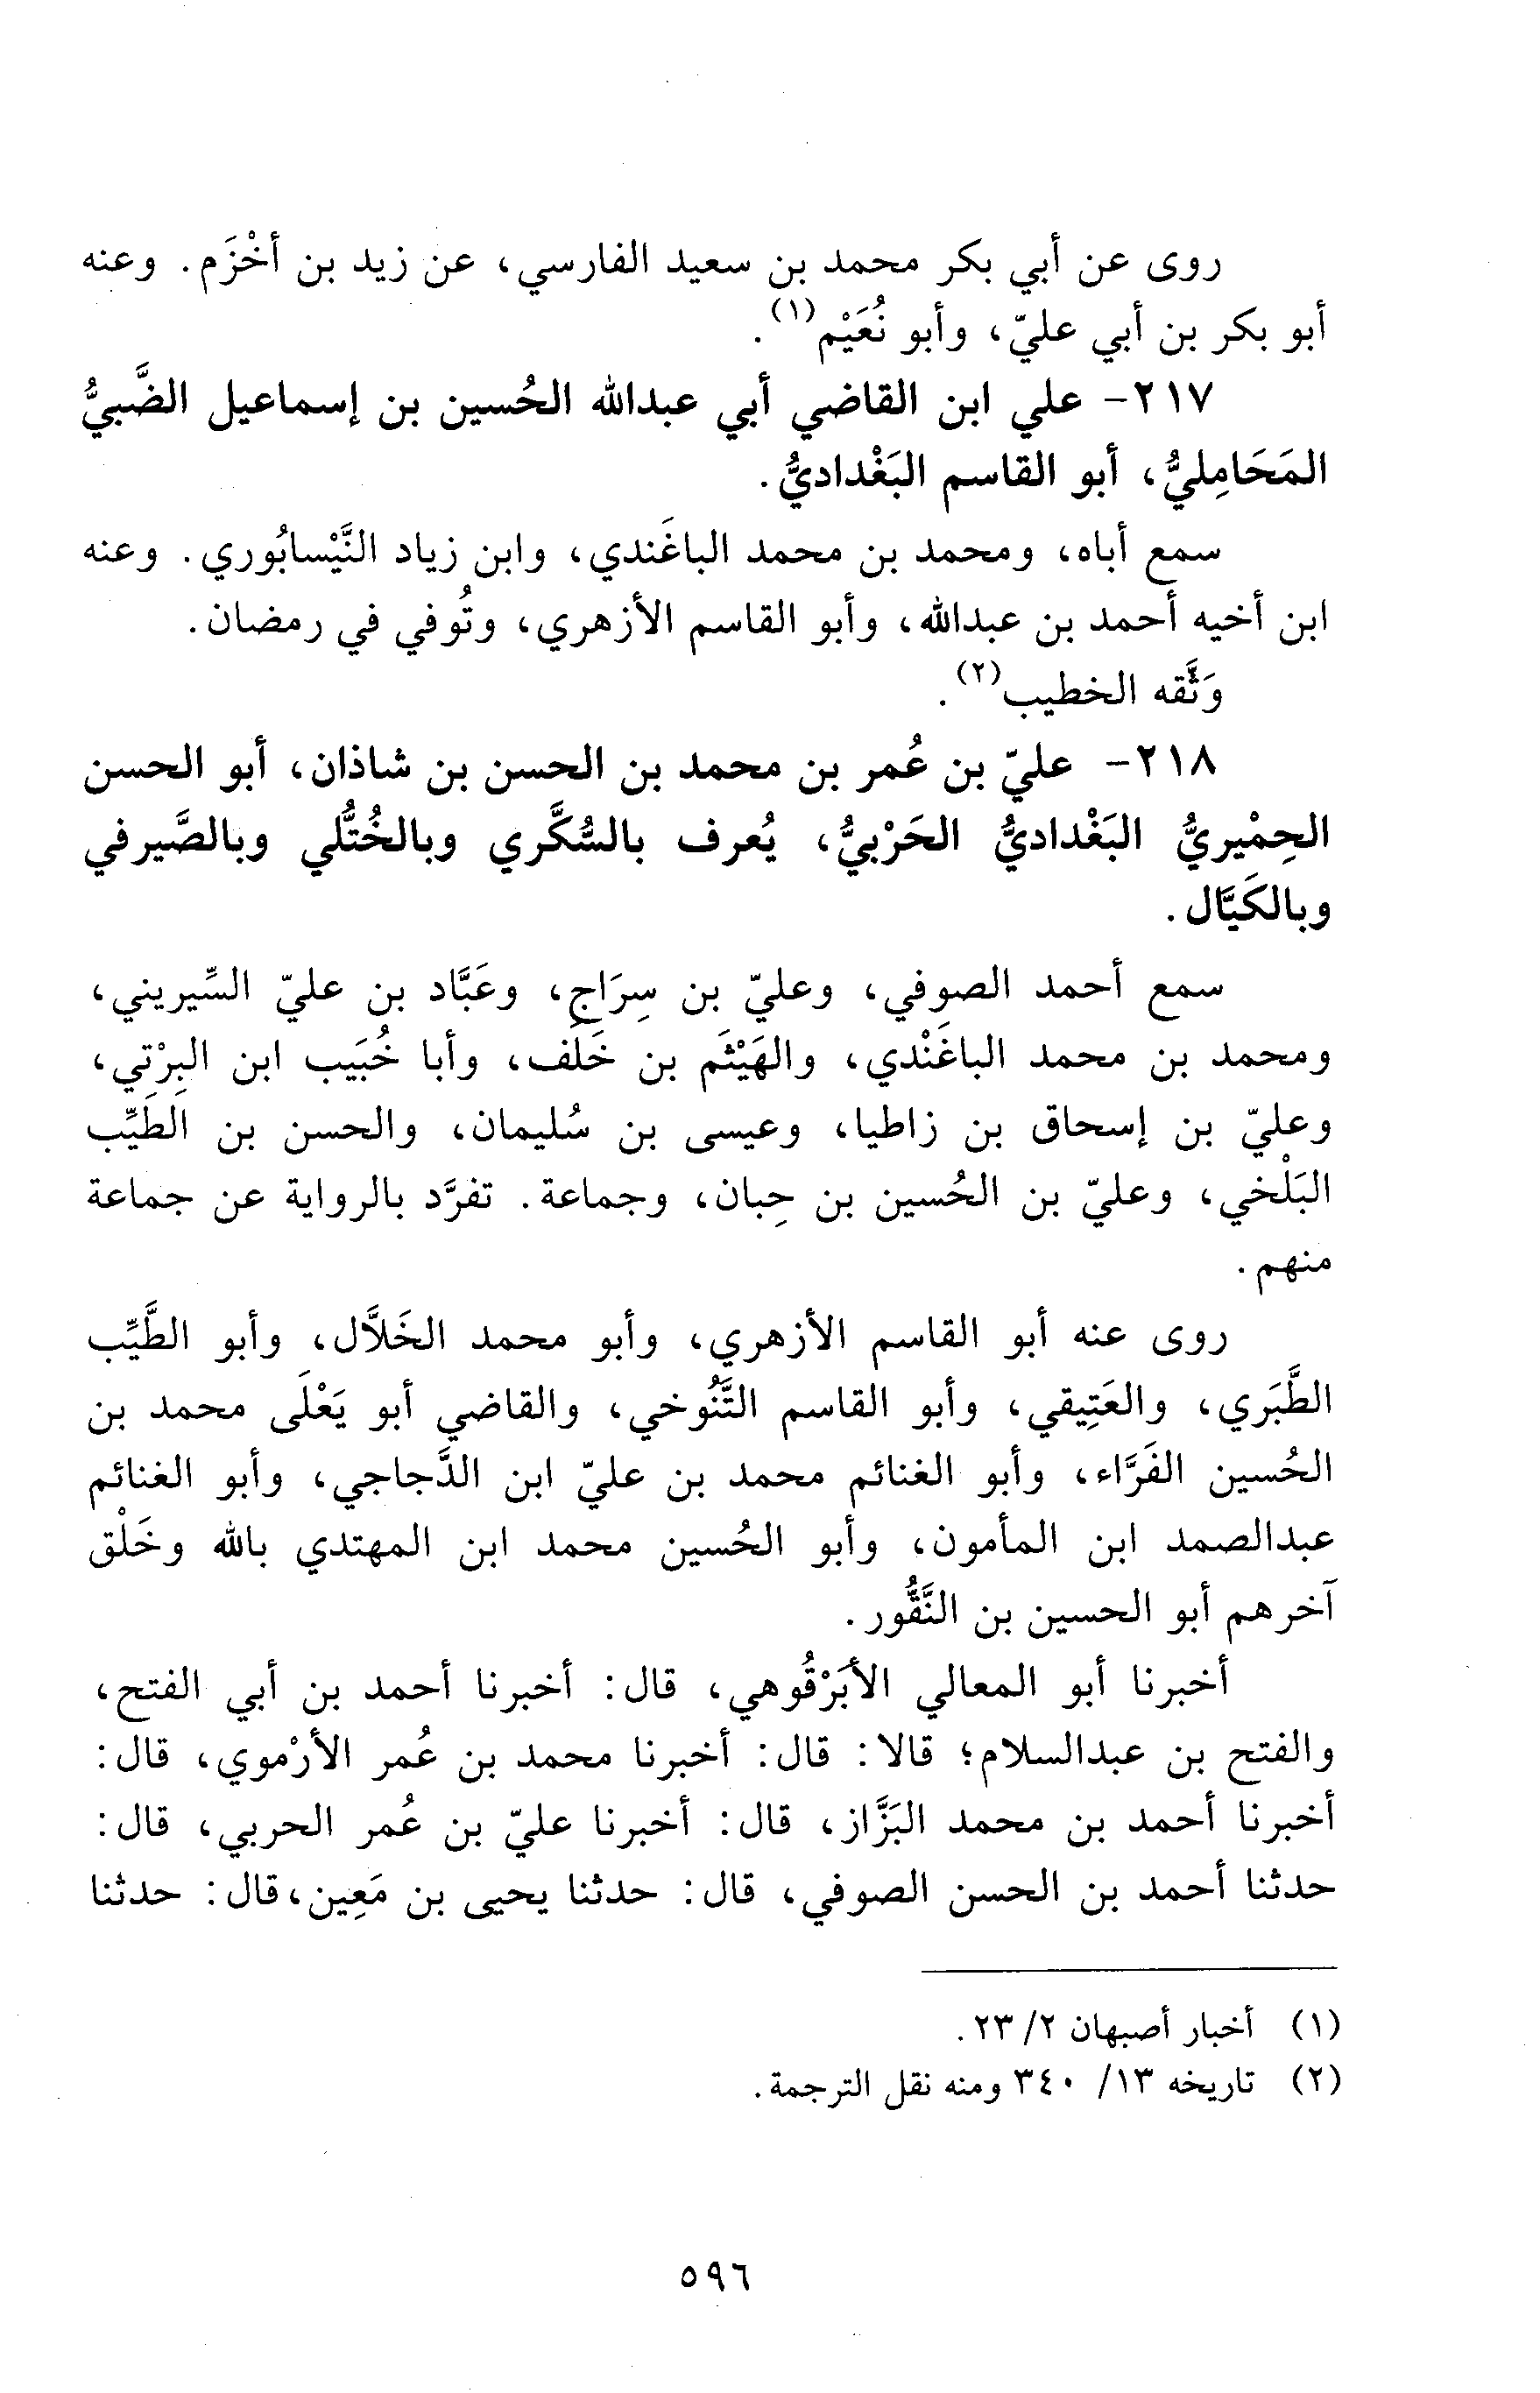 روى عن أبي بكر محمد بن سعيد الفارسي، عن زيد بن أخْزَم. وعنه
أبو بكر بن أبي عليّ، وأبو نُعَيْم(١).
٢١٧- علي ابن القاضي أبي عبدالله الحُسين بن إسماعيل الضَّبيُّ
المَحَامِليُّ، أبو القاسم البَغْداديُّ.
سمع أباه، ومحمد بن محمد الباغَندي، وابن زياد النَّيْسابُوري. وعنه
ابن أخيه أحمد بن عبدالله، وأبو القاسم الأزهري، وتُوفي في رمضان.
وَثَّقه الخطيب(٢).
٢١٨- عليّ بن عُمر بن محمد بن الحسن بن شاذان، أبو الحسن
الحِمْيريُّ البَغْداديُّ الحَرْبيُّ، يُعرف بالسُّكَّري وبالخُتُّلي وبالصَّيرفي
وبالكَيَّال.
سمع أحمد الصوفي، وعليّ بن سِرَاجٍ، وعَبَّاد بن عليّ السِّيريني،
ومحمد بن محمد الباغَنْدي، والهَيْثَم بن خَلَف، وأبا خُبَيب ابن البِرْتي،
وعليّ بن إسحاق بن زاطيا، وعيسى بن سُليمان، والحسن بن الطَّيِّب
البَلْخي، وعليّ بن الحُسين بن حِبان، وجماعة. تفرَّد بالرواية عن جماعة
منهم.
روى عنه أبو القاسم الأزهري، وأبو محمد الخَلاَّل، وأبو الطَّيِّب
الطَّبَري، والعَتِيقي، وأبو القاسم التَّنُوخي، والقاضي أبو يَعْلَى محمد بن
الحُسين الفَرَّاء، وأبو الغنائم محمد بن عليّ ابن الدَّجاجي، وأبو الغنائم
عبدالصمد ابن المأمون، وأبو الحُسين محمد ابن المهتدي بالله وخَلْق
آخرهم أبو الحسين بن النَّقُّور.
أخبرنا أبو المعالي الأبَرْقُوهي، قال: أخبرنا أحمد بن أبي الفتح،
والفتح بن عبدالسلام؛ قالا: قال: أخبرنا محمد بن عُمر الأرْموي، قال:
أخبرنا أحمد بن محمد البَزَّاز، قال: أخبرنا عليّ بن عُمر الحربي، قال:
حدثنا أحمد بن الحسن الصوفي، قال: حدثنا يحيى بن مَعِين، قال: حدثنا
(١) أخبار أصبهان ٢/ ٢٣.
(٢) تاريخه ١٣/ ٣٤٠ ومنه نقل الترجمة.
٥٩٦